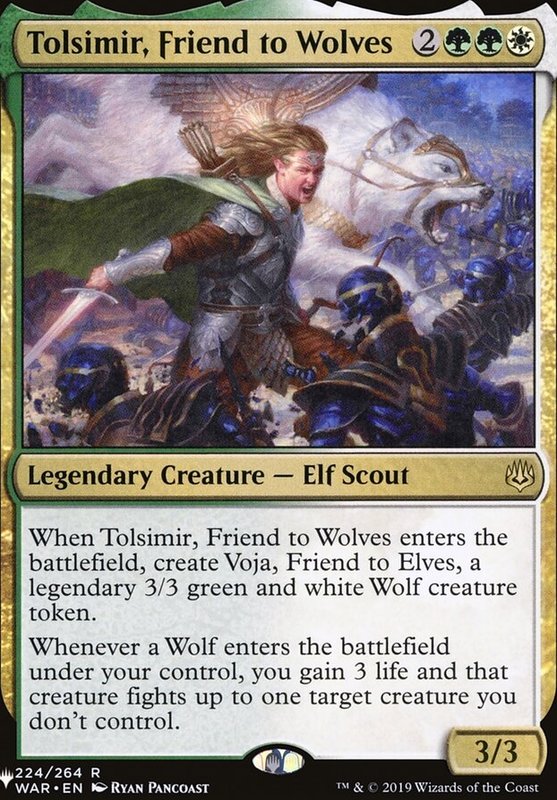 Tolsimir, Friend to Wolves 2
Legendary Creature — Elf Scout
When Tolsimir, Friend to Wolves enters the
battlefield, create Voja, Friend to Elves, a
legendary 3/3 green and white Wolf creature
token.
Whenever a Wolf enters the battlefield
under your control, you gain 3 life and that
creature fights up to one target creature you
don't control.
3/3
224/264 R
WAR • EN Ryan Pancoast
™ & © 2019 Wizards of the Coast